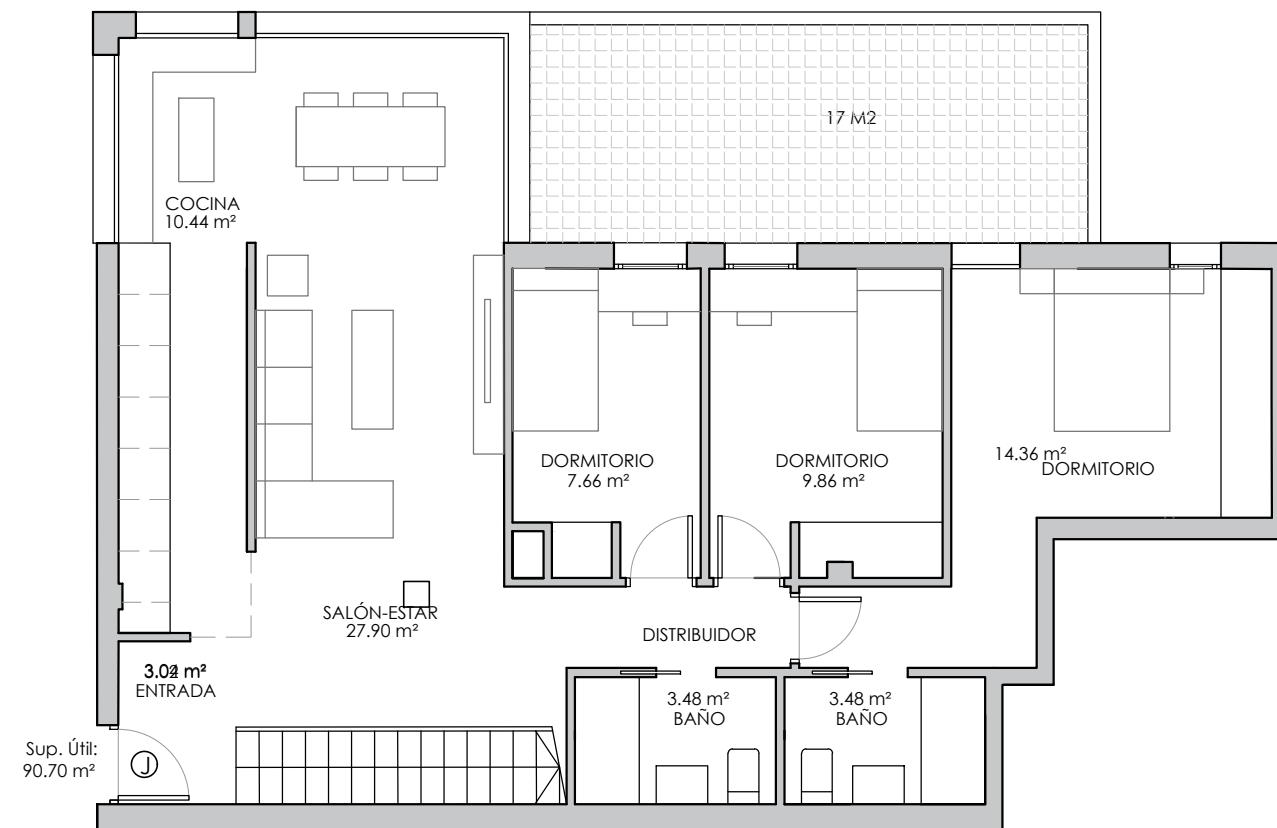 17 M2
COCINA
10.44 m²
DORMITORIO
7.66 m²
DORMITORIO
9.86 m²
14.36 m²
DORMITORIO
SALÓN-ESTAR
27.90 m²
DISTRIBUIDOR
m²
ENTRADA
3.48 m²
BAÑO
3.48 m²
BAÑO
Sup. Útil:
90.70 m²
J